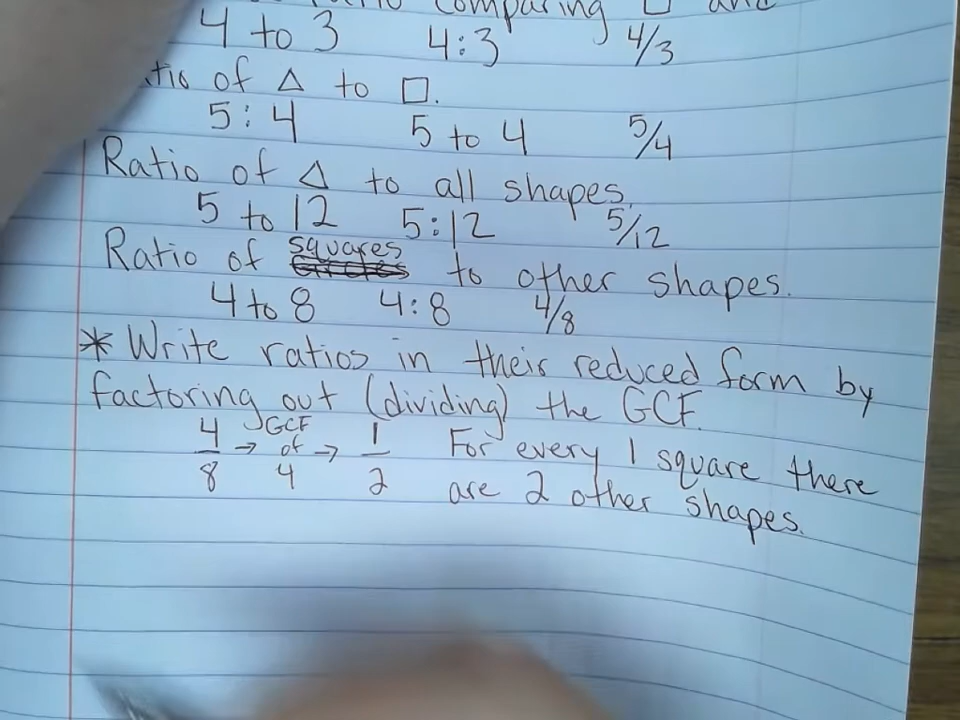 comparing □ and
4 to 3 4:3 4/3
of △ to □.
5:4 5 to 4 5/4
Ratio of △ to all shapes.
5 to 12 5:12 5/12
Ratio of squares to other shapes.
4 to 8 4:8 4/8
* Write ratios in their reduced form by
factoring out (dividing) the GCF.
4/8 → GCF of 4 → 1/2 For every 1 square there
are 2 other shapes.